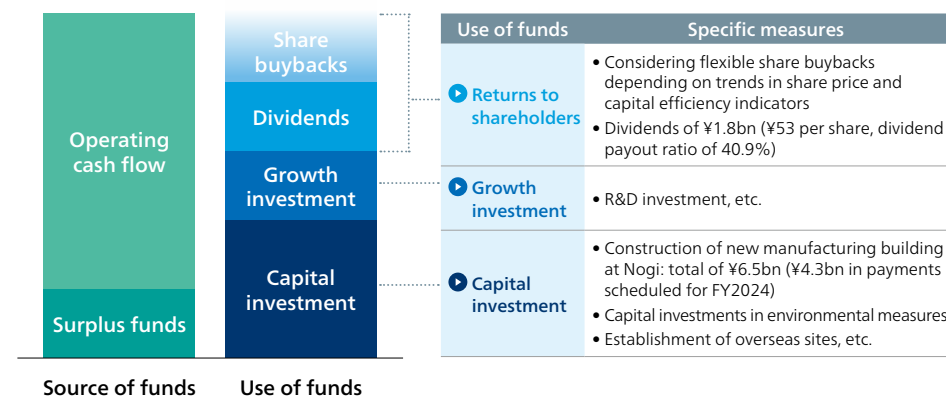 Operating
cash flow
Surplus funds
Source of funds
Share
buybacks
Dividends
Growth
investment
Capital
investment
Use of funds
Use of funds
Specific measures
Returns to
shareholders
• Considering flexible share buybacks
depending on trends in share price and
capital efficiency indicators
• Dividends of ¥1.8bn (¥53 per share, dividend
payout ratio of 40.9%)
Growth
investment
• R&D investment, etc.
Capital
investment
• Construction of new manufacturing building
at Nogi: total of ¥6.5bn (¥4.3bn in payments
scheduled for FY2024)
• Capital investments in environmental measures
• Establishment of overseas sites, etc.